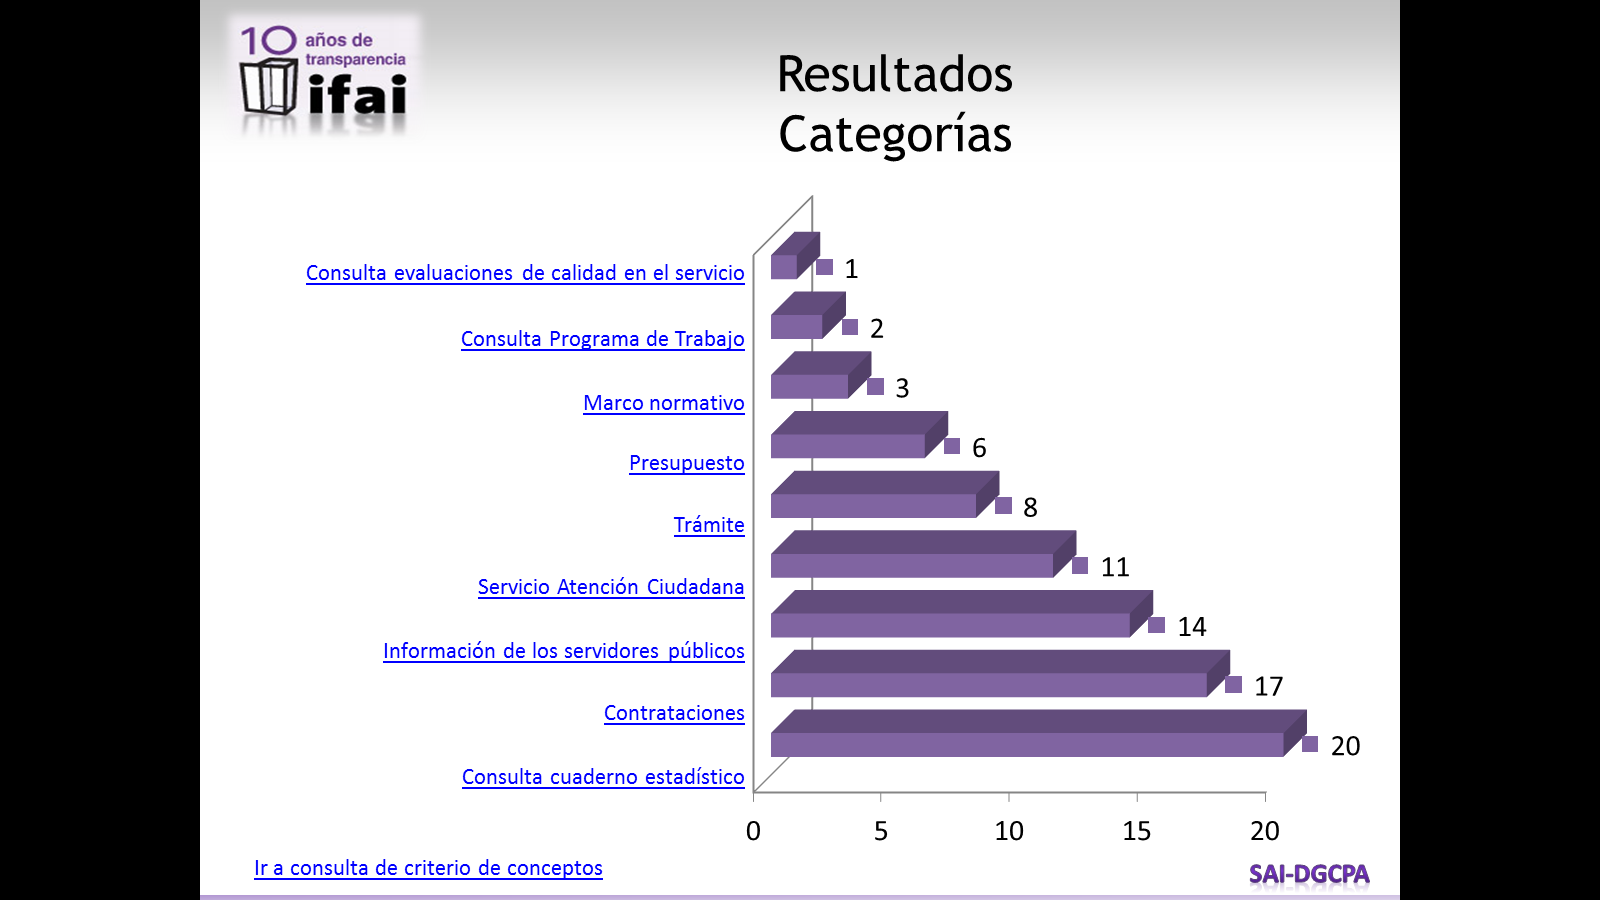 10 años de
transparencia
ifai
Resultados
Categorías
Consulta evaluaciones de calidad en el servicio
1
Consulta Programa de Trabajo
2
Marco normativo
3
Presupuesto
6
Trámite
8
Servicio Atención Ciudadana
11
Información de los servidores públicos
14
Contrataciones
17
Consulta cuaderno estadístico
20
0 5 10 15 20
Ir a consulta de criterio de conceptos
SAI-DGCPA